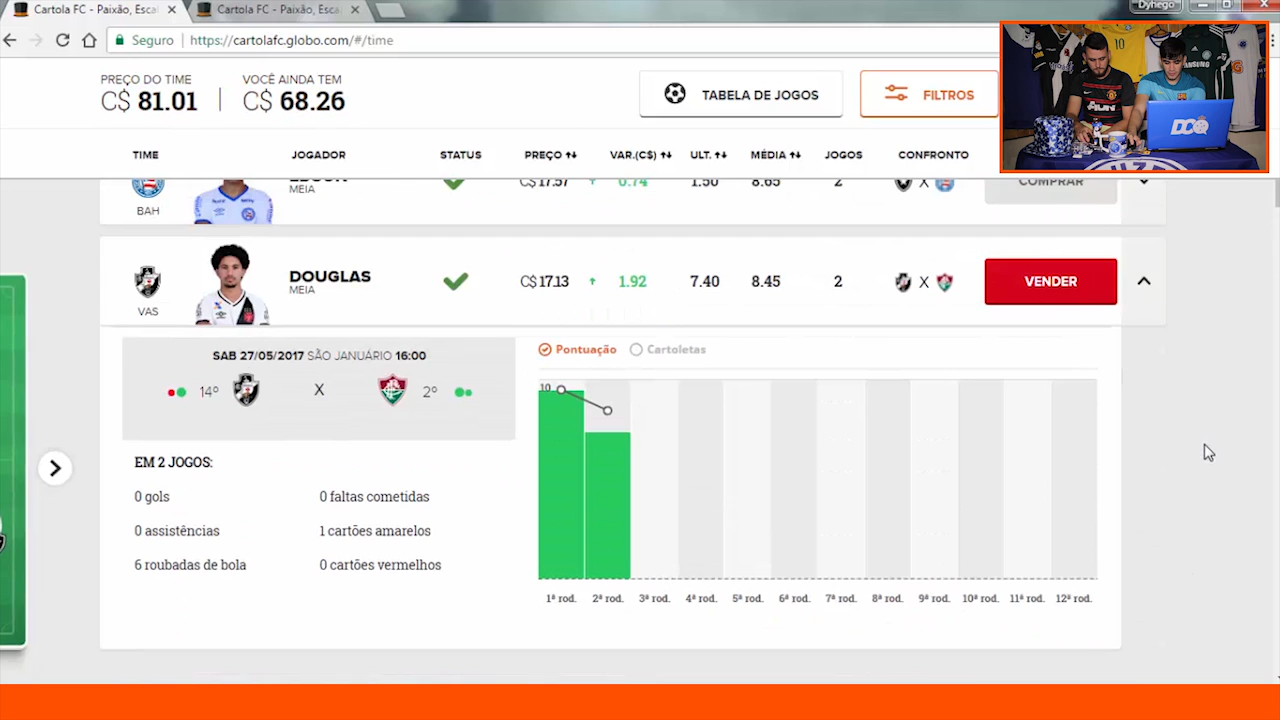 Cartola FC - Paixão, Escal
Cartola FC - Paixão, Esca
Dyhego
Seguro | https://cartolafc.globo.com/#/time
PREÇO DO TIME
C$ 81.01
VOCÊ AINDA TEM
C$ 68.26
TABELA DE JOGOS
FILTROS
TIME JOGADOR STATUS PREÇO VAR.(C$) ULT. MÉDIA JOGOS CONFRONTO
BAH
MEIA
C$ 17.57 0.74 1.50 8.65 2 X COMPRAR
VAS
DOUGLAS
MEIA
C$ 17.13 1.92 7.40 8.45 2 X VENDER
SAB 27/05/2017 SÃO JANUÁRIO 16:00
14º X 2º
EM 2 JOGOS:
0 gols 0 faltas cometidas
0 assistências 1 cartões amarelos
6 roubadas de bola 0 cartões vermelhos
Pontuação Cartoletas
10
1ª rod. 2ª rod. 3ª rod. 4ª rod. 5ª rod. 6ª rod. 7ª rod. 8ª rod. 9ª rod. 10ª rod. 11ª rod. 12ª rod.
10
SAMSUNG
AON
DC